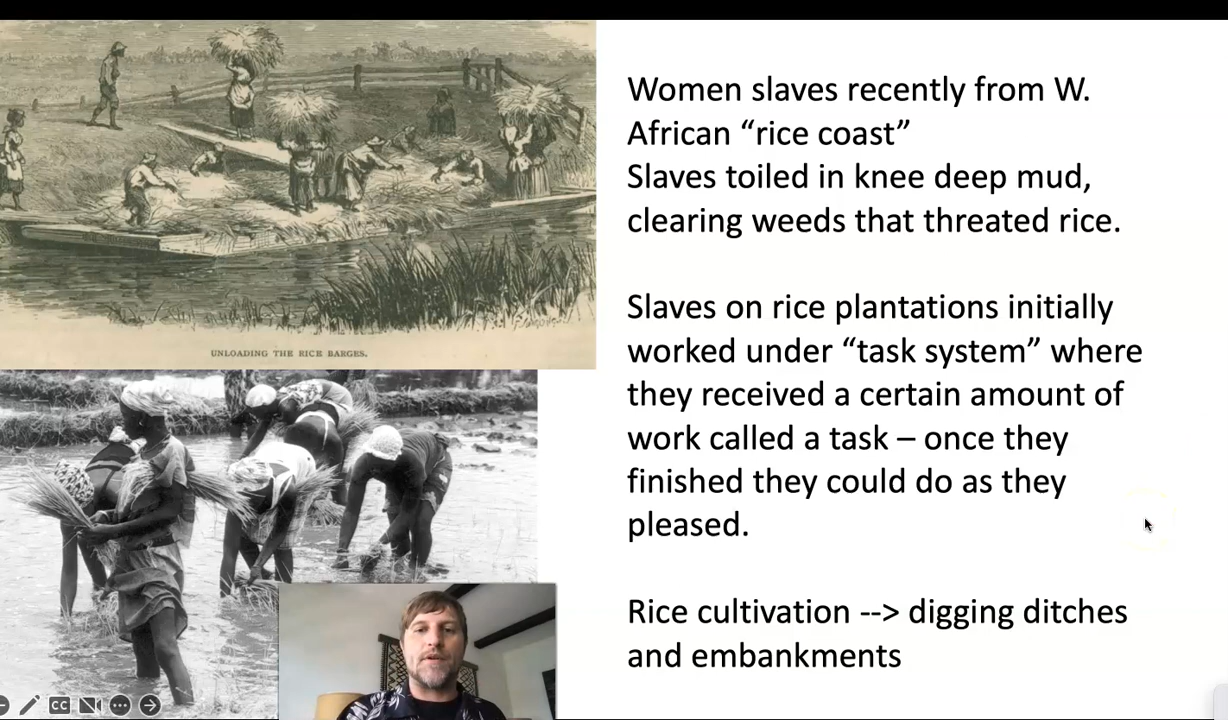 Women slaves recently from W.
African “rice coast”
Slaves toiled in knee deep mud,
clearing weeds that threated rice.
Slaves on rice plantations initially
worked under “task system” where
they received a certain amount of
work called a task – once they
finished they could do as they
pleased.
Rice cultivation --> digging ditches
and embankments
UNLOADING THE RICE BARGES.
CC